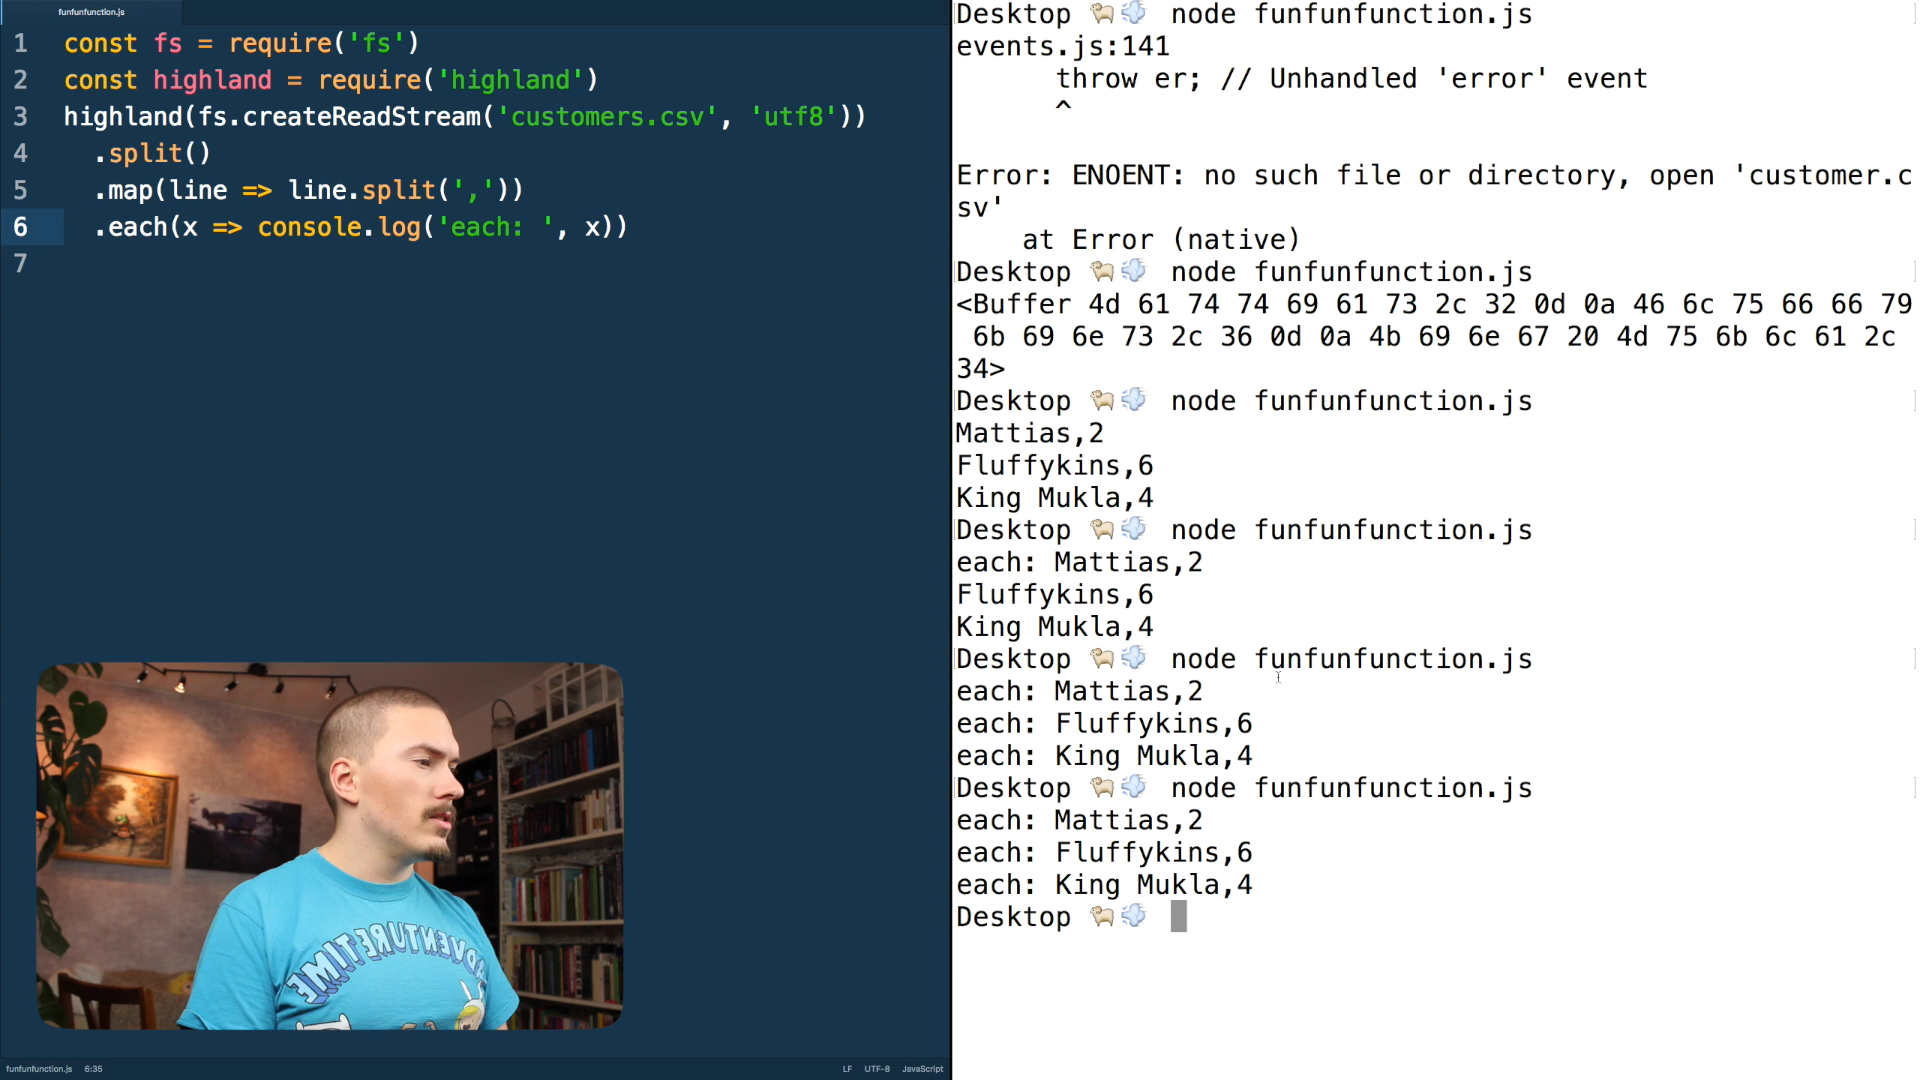 funfunfunction.js
1 const fs = require('fs')
2 const highland = require('highland')
3 highland(fs.createReadStream('customers.csv', 'utf8'))
4 .split()
5 .map(line => line.split(','))
6 .each(x => console.log('each: ', x))
7
ADVENTURE TIME
funfunfunction.js 6:35
LF UTF-8 JavaScript
Desktop 🐏💨 node funfunfunction.js
events.js:141
throw er; // Unhandled 'error' event
^
Error: ENOENT: no such file or directory, open 'customer.c
sv'
at Error (native)
Desktop 🐏💨 node funfunfunction.js
<Buffer 4d 61 74 74 69 61 73 2c 32 0d 0a 46 6c 75 66 66 79
6b 69 6e 73 2c 36 0d 0a 4b 69 6e 67 20 4d 75 6b 6c 61 2c
34>
Desktop 🐏💨 node funfunfunction.js
Mattias,2
Fluffykins,6
King Mukla,4
Desktop 🐏💨 node funfunfunction.js
each: Mattias,2
Fluffykins,6
King Mukla,4
Desktop 🐏💨 node funfunfunction.js
each: Mattias,2
each: Fluffykins,6
each: King Mukla,4
Desktop 🐏💨 node funfunfunction.js
each: Mattias,2
each: Fluffykins,6
each: King Mukla,4
Desktop 🐏💨